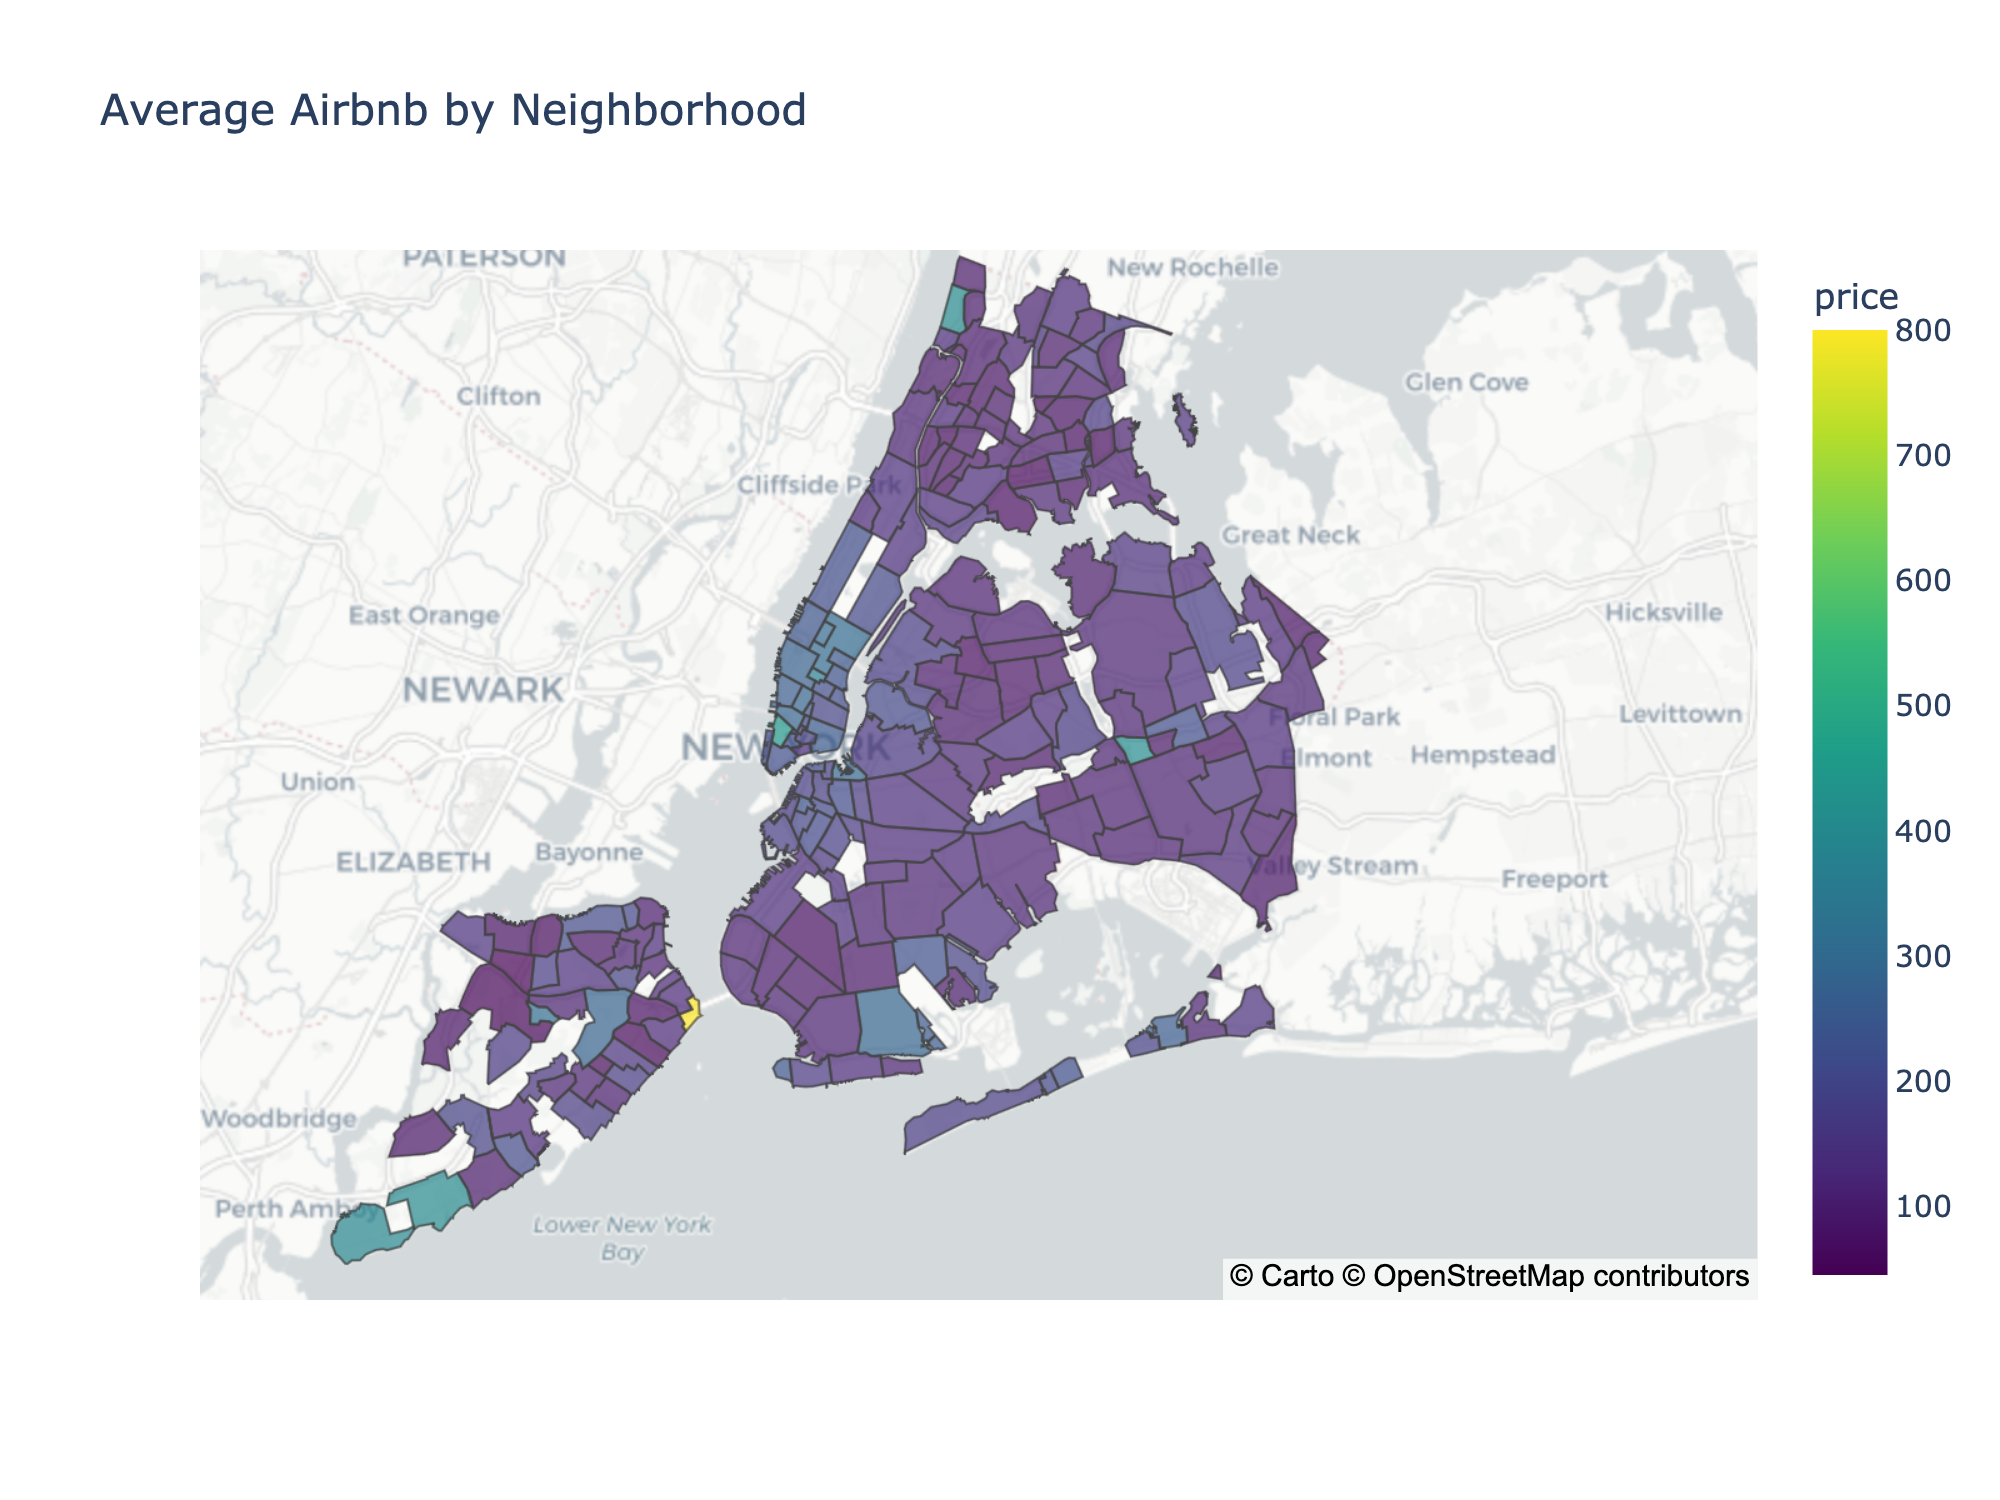 Average Airbnb by Neighborhood
PATERSON
New Rochelle
price
800
Clifton
Glen Cove
700
Cliffside Park
Great Neck
600
East Orange
Hicksville
NEWARK
500
Floral Park
Levittown
NEW YORK
Elmont
Hempstead
Union
400
ELIZABETH
Bayonne
Valley Stream
Freeport
300
200
Woodbridge
Perth Amboy
100
Lower New York
Bay
© Carto © OpenStreetMap contributors